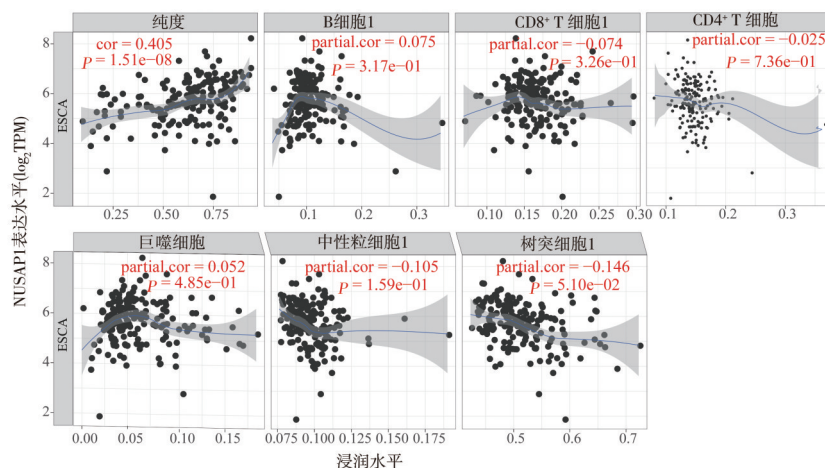 纯度
cor = 0.405
P = 1.51e−08
B细胞1
partial.cor = 0.075
P = 3.17e−01
CD8⁺ T 细胞1
partial.cor = −0.074
P = 3.26e−01
CD4⁺ T 细胞
partial.cor = −0.025
P = 7.36e−01
8
6
4
2
ESCA
0.25 0.50 0.75
0.1 0.2 0.3
0.10 0.15 0.20 0.25 0.30
0.1 0.2 0.3
NUSAP1表达水平(log₂TPM)
巨噬细胞
partial.cor = 0.052
P = 4.85e−01
中性粒细胞1
partial.cor = −0.105
P = 1.59e−01
树突细胞1
partial.cor = −0.146
P = 5.10e−02
8
6
4
2
ESCA
0.00 0.05 0.10 0.15
0.075 0.100 0.125 0.150 0.175
0.5 0.6 0.7
浸润水平